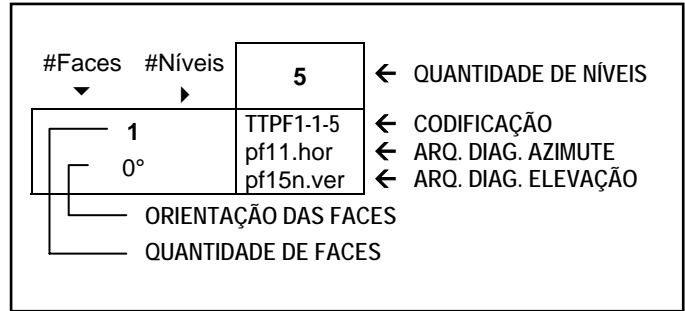 #Faces #Níveis 5 ← QUANTIDADE DE NÍVEIS
1 TTPF1-1-5 ← CODIFICAÇÃO
0° pf11.hor ← ARQ. DIAG. AZIMUTE
pf15n.ver ← ARQ. DIAG. ELEVAÇÃO
ORIENTAÇÃO DAS FACES
QUANTIDADE DE FACES